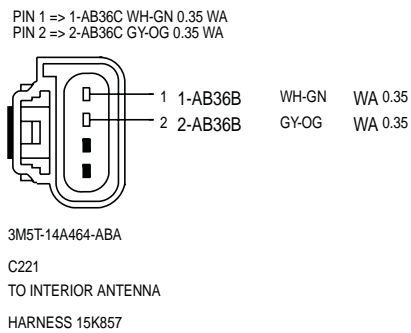 PIN 1 => 1-AB36C WH-GN 0.35 WA
PIN 2 => 2-AB36C GY-OG 0.35 WA
1 1-AB36B WH-GN WA 0.35
2 2-AB36B GY-OG WA 0.35
3M5T-14A464-ABA
C221
TO INTERIOR ANTENNA
HARNESS 15K857